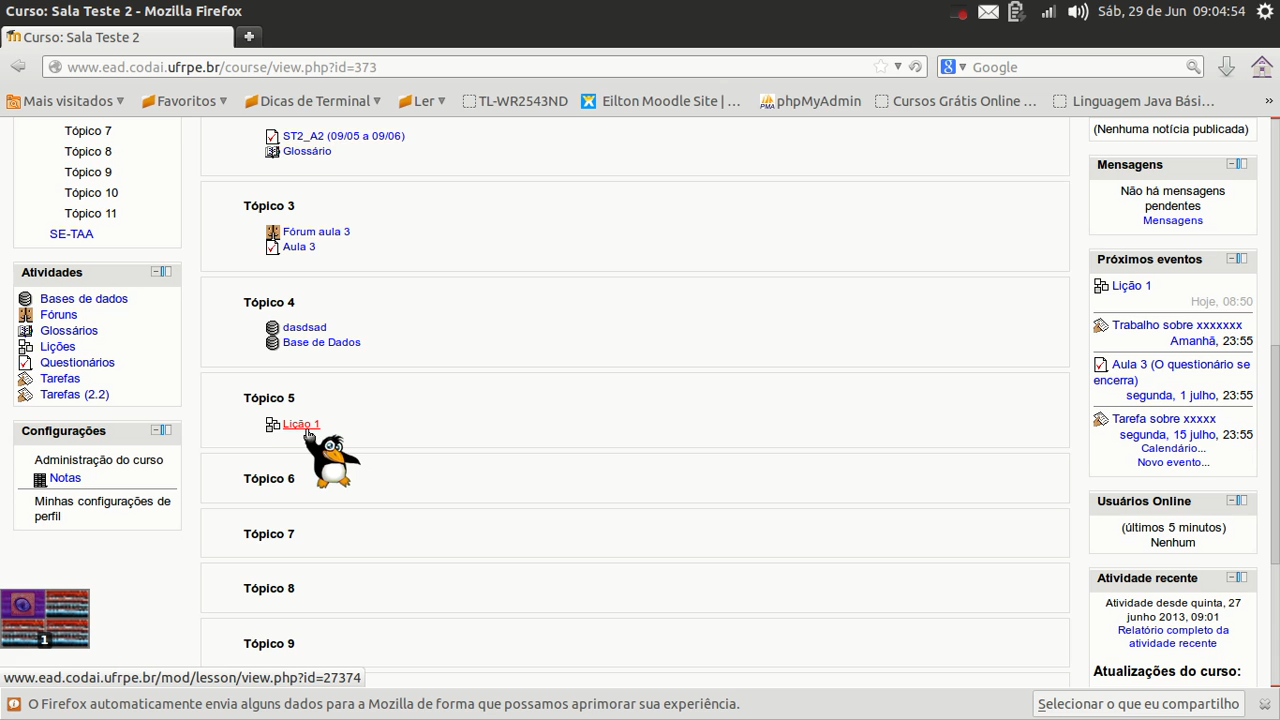 Curso: Sala Teste 2 - Mozilla Firefox
Sáb, 29 de Jun 09:04:54
Curso: Sala Teste 2
www.ead.codai.ufrpe.br/course/view.php?id=373
Google
Mais visitados
Favoritos
Dicas de Terminal
Ler
TL-WR2543ND
Eilton Moodle Site | ...
phpMyAdmin
Cursos Grátis Online ...
Linguagem Java Bási...
»
Tópico 7
Tópico 8
Tópico 9
Tópico 10
Tópico 11
SE-TAA
Atividades
Bases de dados
Fóruns
Glossários
Lições
Questionários
Tarefas
Tarefas (2.2)
Configurações
Administração do curso
Notas
Minhas configurações de
perfil
1
ST2_A2 (09/05 a 09/06)
Glossário
Tópico 3
Fórum aula 3
Aula 3
Tópico 4
dasdsad
Base de Dados
Tópico 5
Lição 1
Tópico 6
Tópico 7
Tópico 8
Tópico 9
(Nenhuma notícia publicada)
Mensagens
Não há mensagens
pendentes
Mensagens
Próximos eventos
Lição 1
Hoje, 08:50
Trabalho sobre xxxxxxx
Amanhã, 23:55
Aula 3 (O questionário se
encerra)
segunda, 1 julho, 23:55
Tarefa sobre xxxxx
segunda, 15 julho, 23:55
Calendário...
Novo evento...
Usuários Online
(últimos 5 minutos)
Nenhum
Atividade recente
Atividade desde quinta, 27
junho 2013, 09:01
Relatório completo da
atividade recente
Atualizações do curso:
www.ead.codai.ufrpe.br/mod/lesson/view.php?id=27374
O Firefox automaticamente envia alguns dados para a Mozilla de forma que possamos aprimorar sua experiência.
Selecionar o que eu compartilho